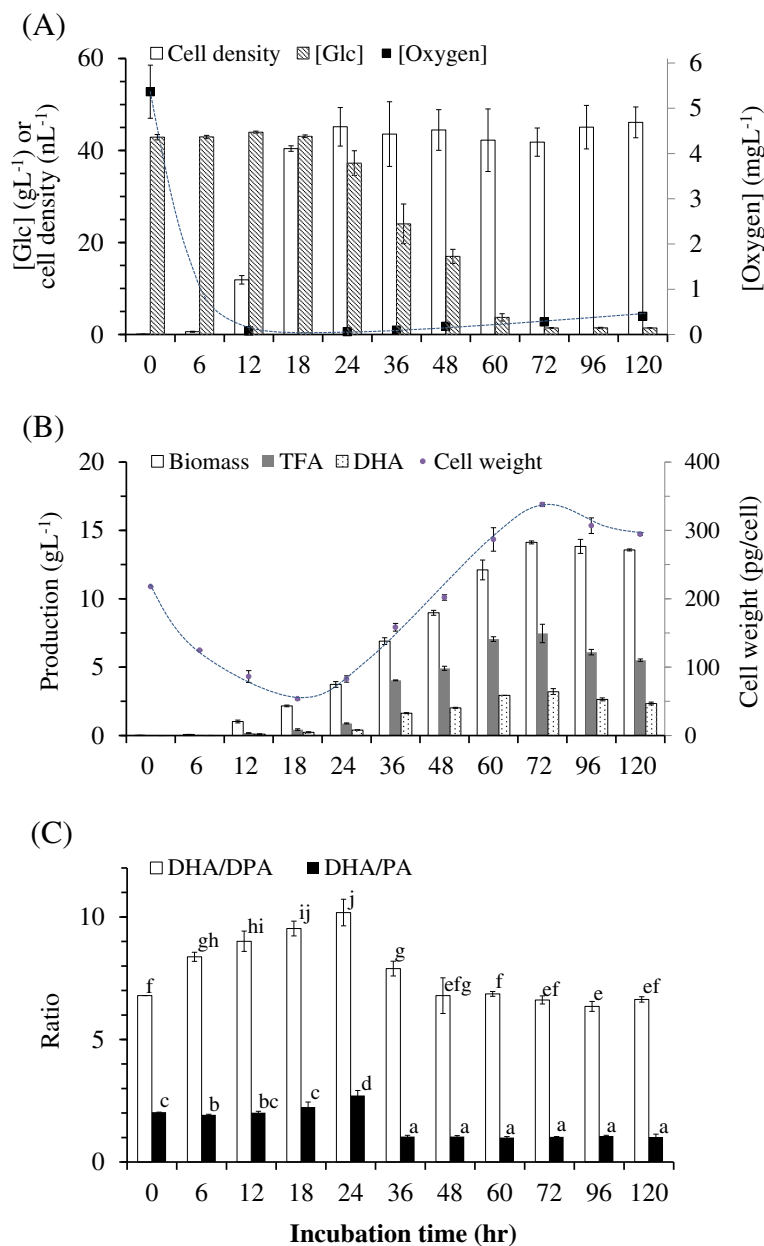 (A)
Cell density [Glc] [Oxygen]
60
40
20
0
[Glc] (gL⁻¹) or
cell density (nL⁻¹)
6
5
4
3
2
1
0
[Oxygen] (mgL⁻¹)
0 6 12 18 24 36 48 60 72 96 120
(B)
Biomass TFA DHA Cell weight
20
15
10
5
0
Production (gL⁻¹)
400
300
200
100
0
Cell weight (pg/cell)
0 6 12 18 24 36 48 60 72 96 120
(C)
DHA/DPA DHA/PA
10
5
0
Ratio
f gh hi ij j g efg f ef e ef
c b bc c d a a a a a a
0 6 12 18 24 36 48 60 72 96 120
Incubation time (hr)